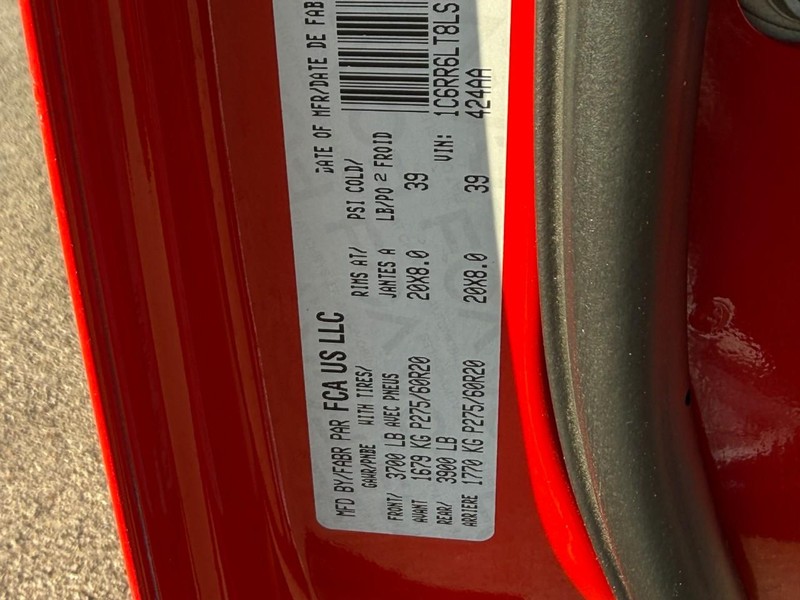 MFD BY/FABR PAR FCA US LLC DATE OF MFR/DATE DE FAB
GAWR/PNBE WITH TIRES/ RIMS AT/ PSI COLD/
FRONT/ 3700 LB AVEC PNEUS JANTES A LB/PO 2 FROID
AVANT 1679 KG P275/60R20 20X8.0 39
REAR/ 3900 LB VIN: 1C6RR6LT8LS
ARRIERE 1770 KG P275/60R20 20X8.0 39 424AA